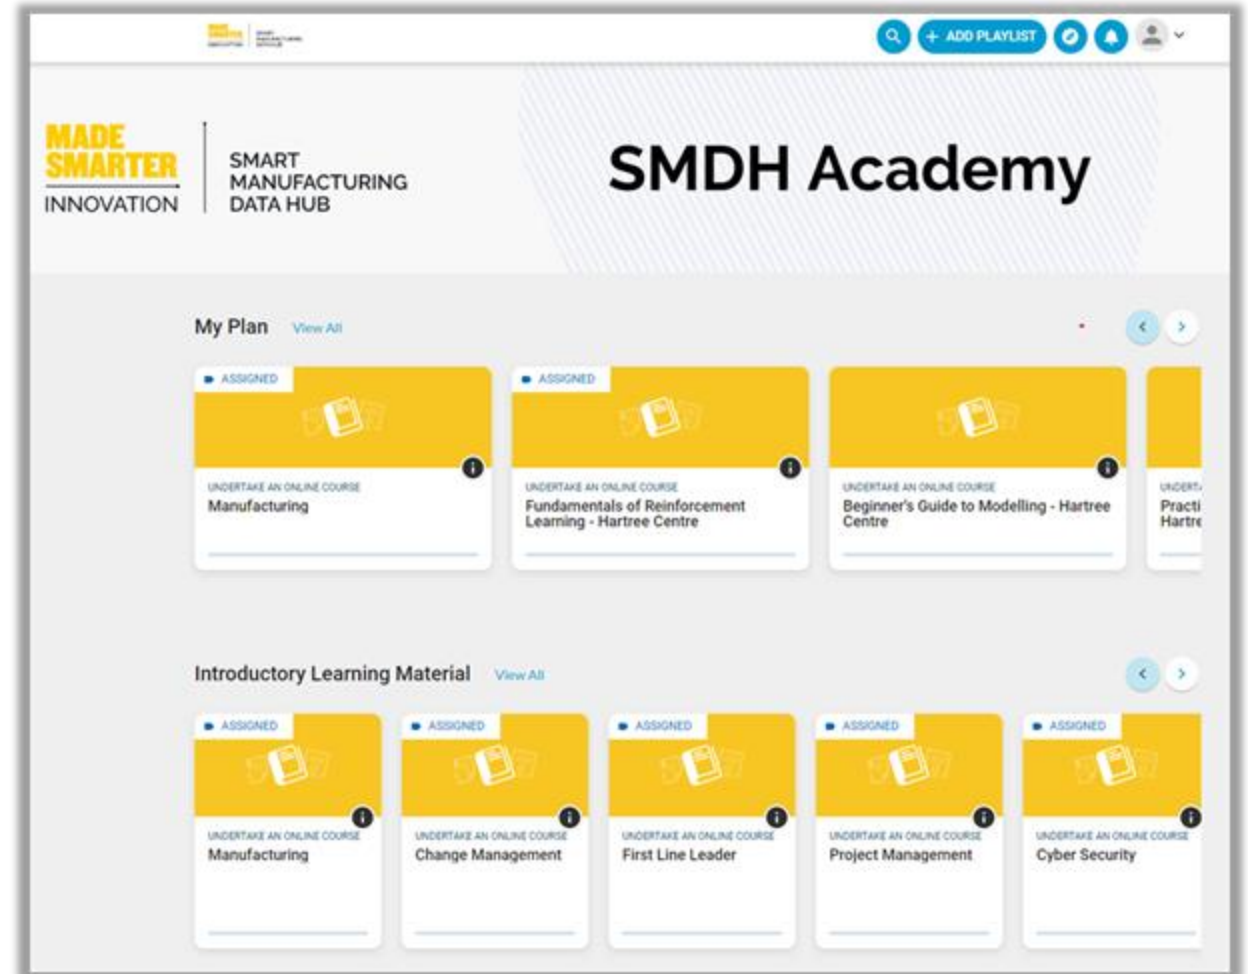 + ADD PLAYLIST
MADE
SMARTER
INNOVATION
SMART
MANUFACTURING
DATA HUB
SMDH Academy
My Plan View All
ASSIGNED
UNDERTAKE AN ONLINE COURSE
Manufacturing
ASSIGNED
UNDERTAKE AN ONLINE COURSE
Fundamentals of Reinforcement
Learning - Hartree Centre
UNDERTAKE AN ONLINE COURSE
Beginner's Guide to Modelling - Hartree
Centre
UNDERT
Practi
Hartre
Introductory Learning Material View All
ASSIGNED
UNDERTAKE AN ONLINE COURSE
Manufacturing
ASSIGNED
UNDERTAKE AN ONLINE COURSE
Change Management
ASSIGNED
UNDERTAKE AN ONLINE COURSE
First Line Leader
ASSIGNED
UNDERTAKE AN ONLINE COURSE
Project Management
ASSIGNED
UNDERTAKE AN ONLINE COURSE
Cyber Security